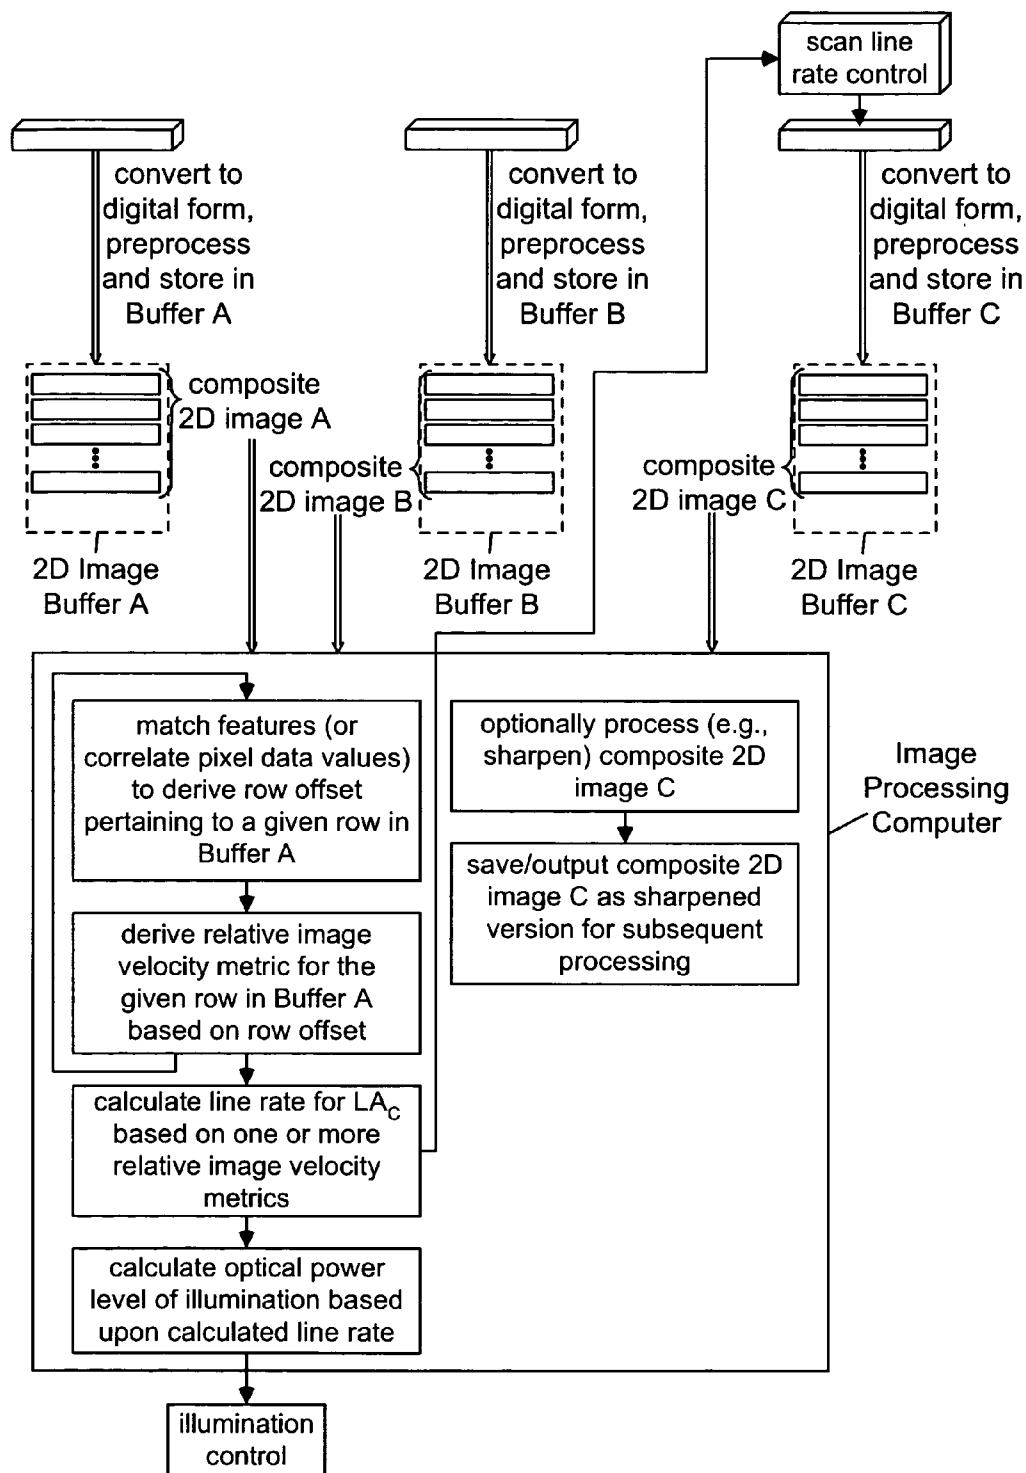 scan line
rate control
convert to
digital form,
preprocess
and store in
Buffer A
convert to
digital form,
preprocess
and store in
Buffer B
convert to
digital form,
preprocess
and store in
Buffer C
composite
2D image A
composite
2D image B
composite
2D image C
2D Image
Buffer A
2D Image
Buffer B
2D Image
Buffer C
match features (or
correlate pixel data values)
to derive row offset
pertaining to a given row in
Buffer A
derive relative image
velocity metric for the
given row in Buffer A
based on row offset
calculate line rate for LAC
based on one or more
relative image velocity
metrics
calculate optical power
level of illumination based
upon calculated line rate
optionally process (e.g.,
sharpen) composite 2D
image C
save/output composite 2D
image C as sharpened
version for subsequent
processing
Image
Processing
Computer
illumination
control